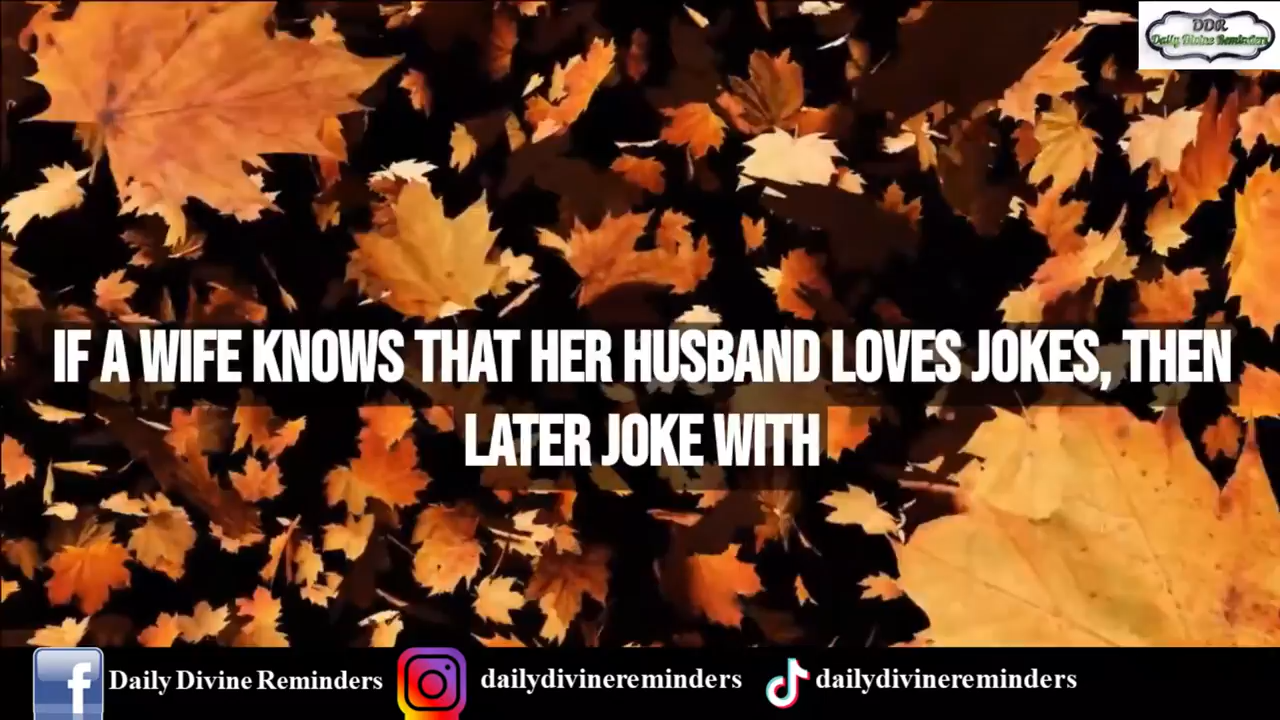 DDR
Daily Divine Reminders
IF A WIFE KNOWS THAT HER HUSBAND LOVES JOKES, THEN
LATER JOKE WITH
Daily Divine Reminders
dailydivinereminders
dailydivinereminders